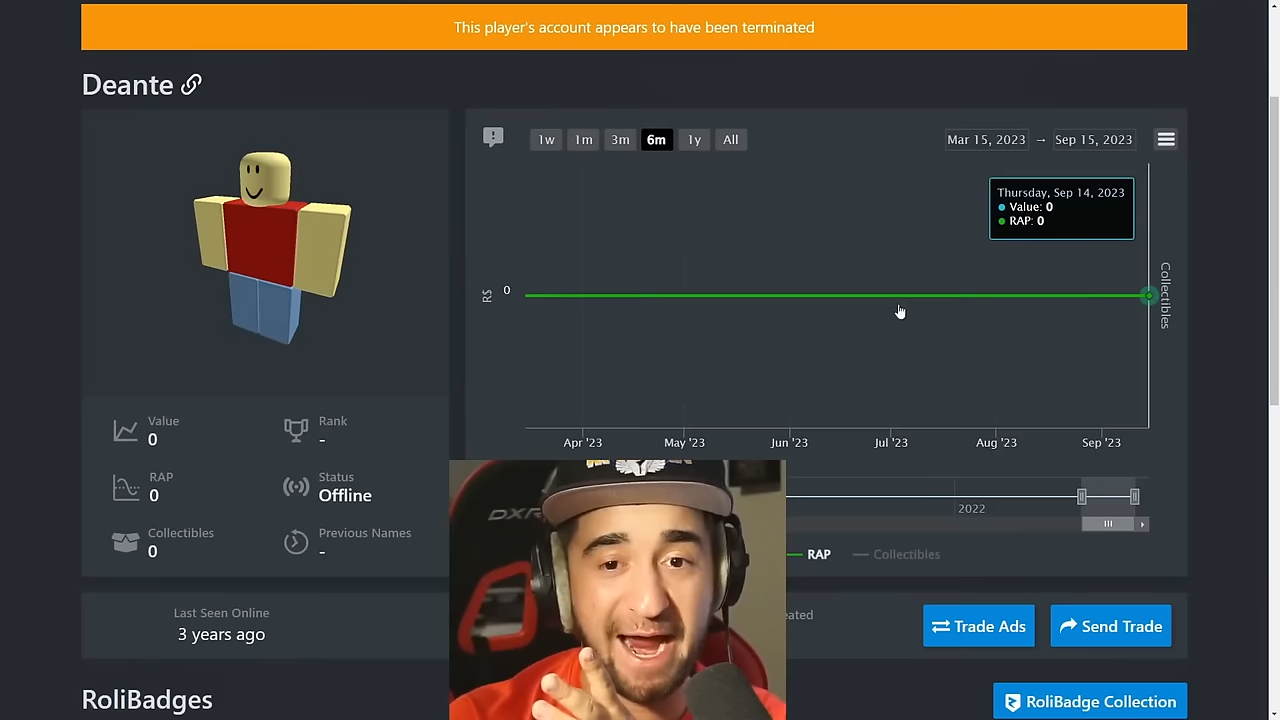 This player's account appears to have been terminated
Deante
1w 1m 3m 6m 1y All
Mar 15, 2023 → Sep 15, 2023
Thursday, Sep 14, 2023
Value: 0
RAP: 0
R$
0
Collectibles
Apr '23 May '23 Jun '23 Jul '23 Aug '23 Sep '23
Value
0
Rank
-
RAP
0
Status
Offline
Collectibles
0
Previous Names
-
2022
RAP Collectibles
DXR
Last Seen Online
3 years ago
eated
Trade Ads
Send Trade
RoliBadges
RoliBadge Collection